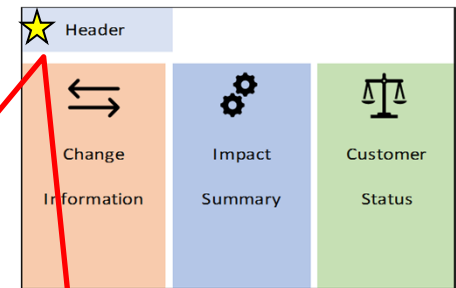 Header
Change
Information
Impact
Summary
Customer
Status